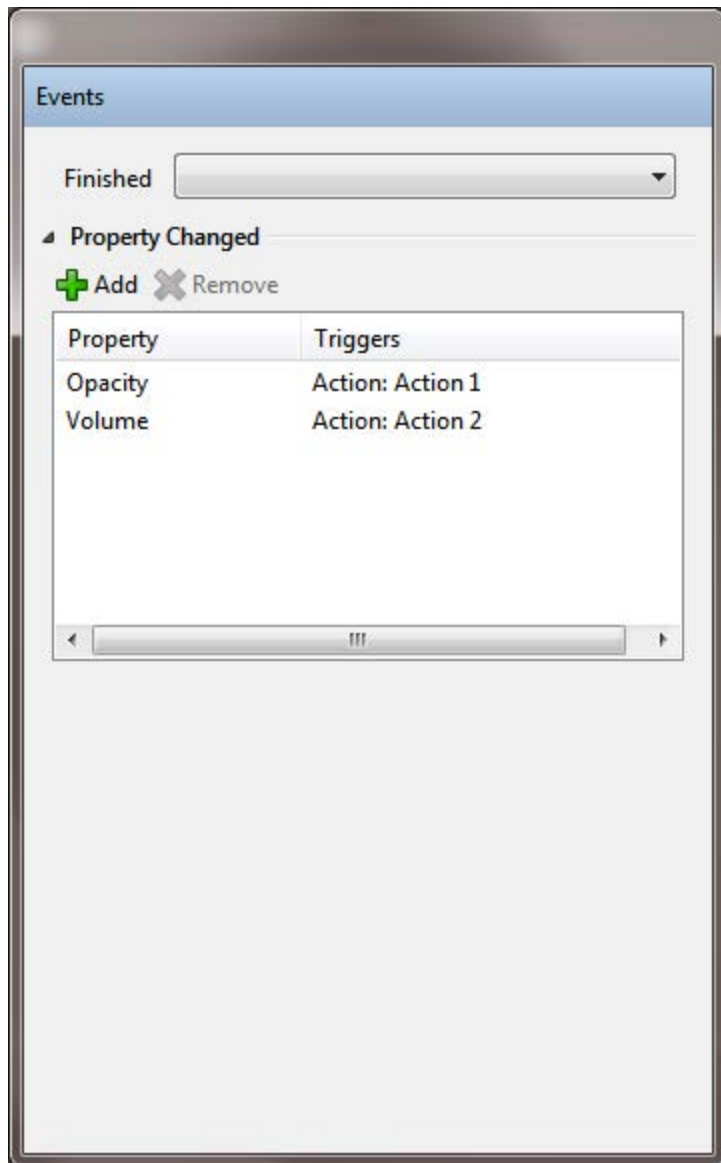 Events
Finished
Property Changed
Add Remove
Property Triggers
Opacity Action: Action 1
Volume Action: Action 2